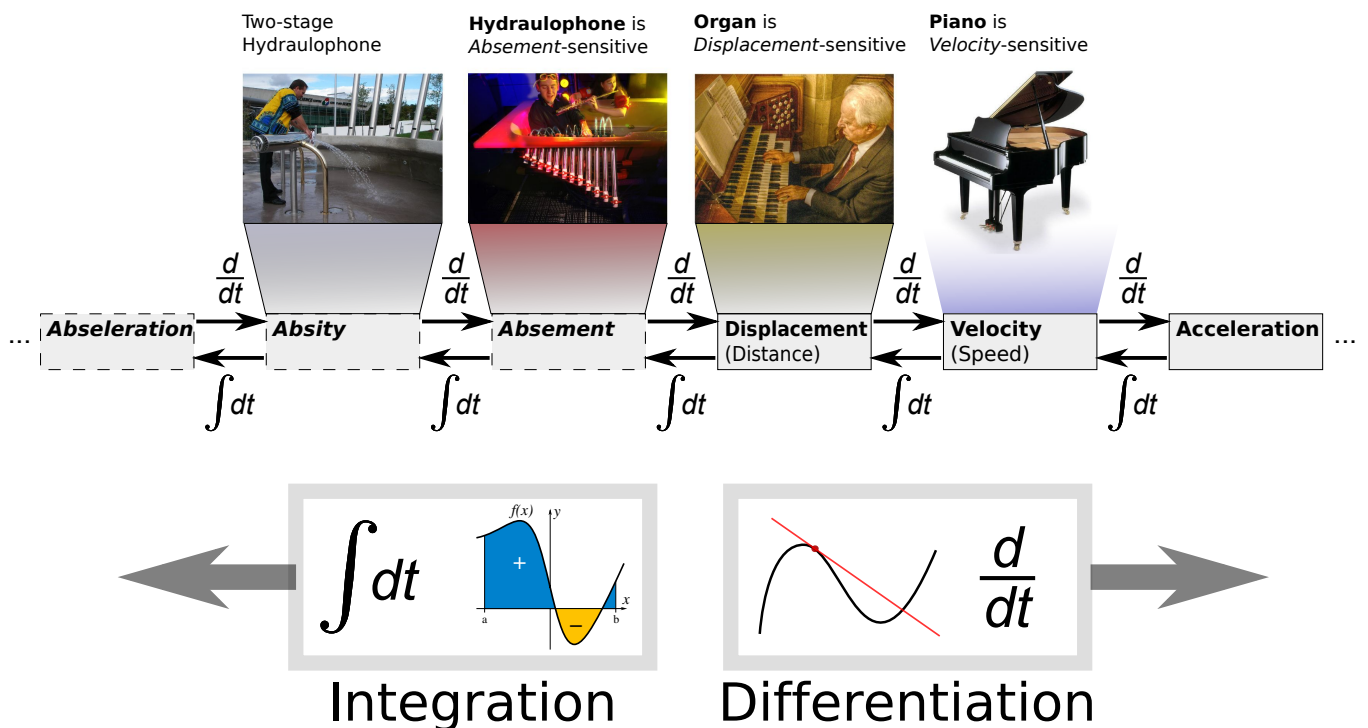 Two-stage
Hydraulophone
Hydraulophone is
Absement-sensitive
Organ is
Displacement-sensitive
Piano is
Velocity-sensitive
d/dt d/dt d/dt d/dt d/dt
... Abseleration Absity Absement Displacement Velocity Acceleration ...
(Distance) (Speed)
∫dt ∫dt ∫dt ∫dt ∫dt
f(x) y
+
∫dt
d/dt
a − b x
Integration Differentiation